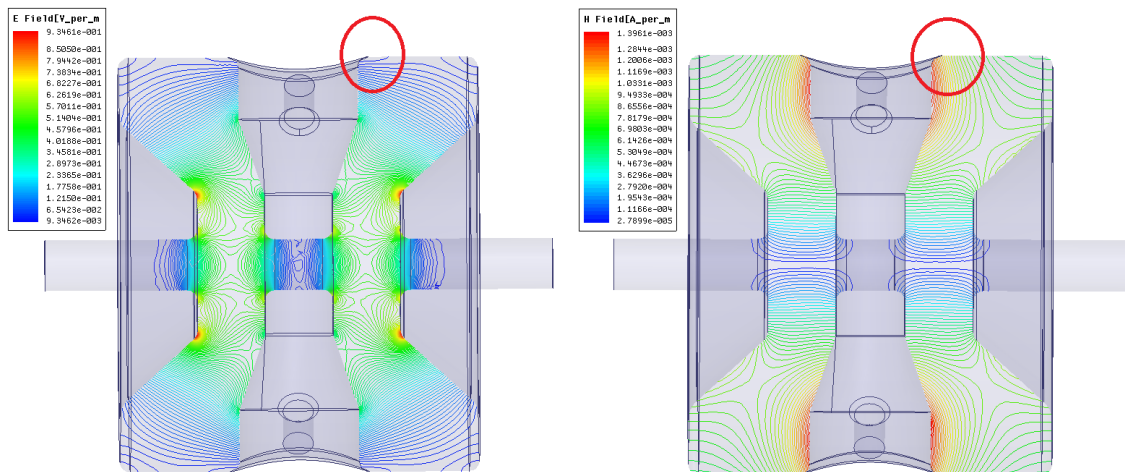 E Field[V_per_m
9.3461e-001
8.5050e-001
7.9442e-001
7.3834e-001
6.8227e-001
6.2619e-001
5.7011e-001
5.1404e-001
4.5796e-001
4.0188e-001
3.4581e-001
2.8973e-001
2.3365e-001
1.7758e-001
1.2150e-001
6.5423e-002
9.3462e-003
H Field[A_per_m
1.3961e-003
1.2844e-003
1.2006e-003
1.1169e-003
1.0331e-003
9.4933e-004
8.6556e-004
7.8179e-004
6.9803e-004
6.1426e-004
5.3049e-004
4.4673e-004
3.6296e-004
2.7920e-004
1.9543e-004
1.1166e-004
2.7899e-005